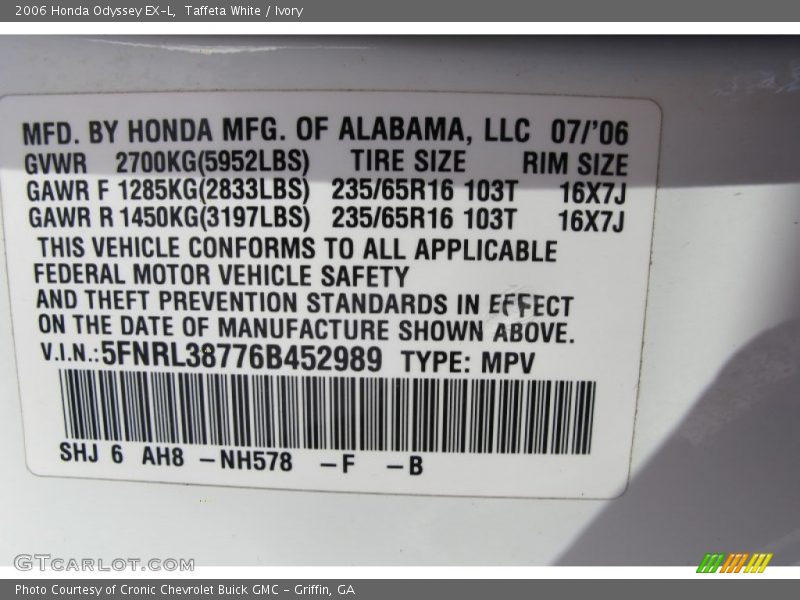 2006 Honda Odyssey EX-L, Taffeta White / Ivory
MFD. BY HONDA MFG. OF ALABAMA, LLC 07/'06
GVWR 2700KG(5952LBS) TIRE SIZE RIM SIZE
GAWR F 1285KG(2833LBS) 235/65R16 103T 16X7J
GAWR R 1450KG(3197LBS) 235/65R16 103T 16X7J
THIS VEHICLE CONFORMS TO ALL APPLICABLE
FEDERAL MOTOR VEHICLE SAFETY
AND THEFT PREVENTION STANDARDS IN EFFECT
ON THE DATE OF MANUFACTURE SHOWN ABOVE.
V.I.N.:5FNRL38776B452989 TYPE: MPV
SHJ 6 AH8 -NH578 -F -B
GTCARLOT.COM
Photo Courtesy of Cronic Chevrolet Buick GMC - Griffin, GA